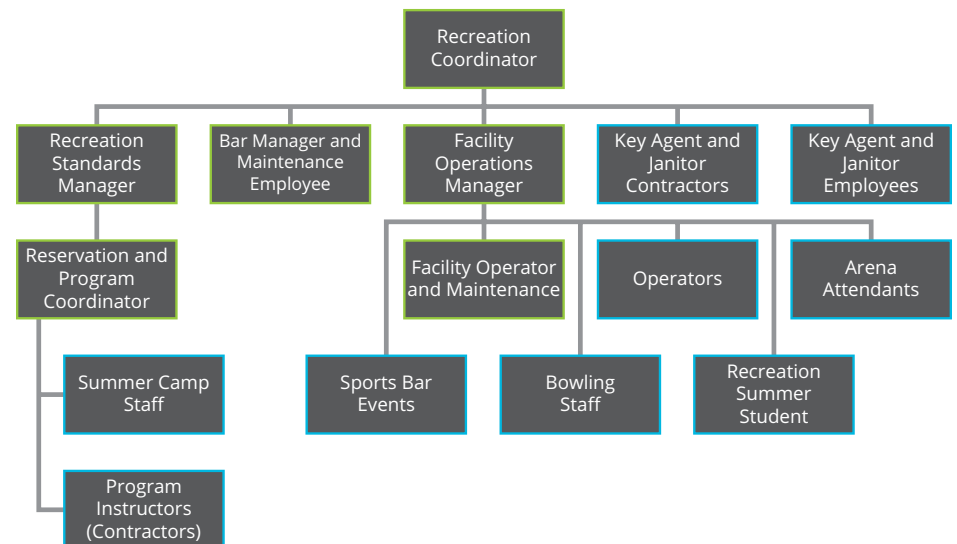 Recreation
Coordinator
Recreation
Standards
Manager
Bar Manager and
Maintenance
Employee
Facility
Operations
Manager
Key Agent and
Janitor
Contractors
Key Agent and
Janitor
Employees
Reservation and
Program
Coordinator
Facility Operator
and Maintenance
Operators
Arena
Attendants
Summer Camp
Staff
Sports Bar
Events
Bowling
Staff
Recreation
Summer
Student
Program
Instructors
(Contractors)